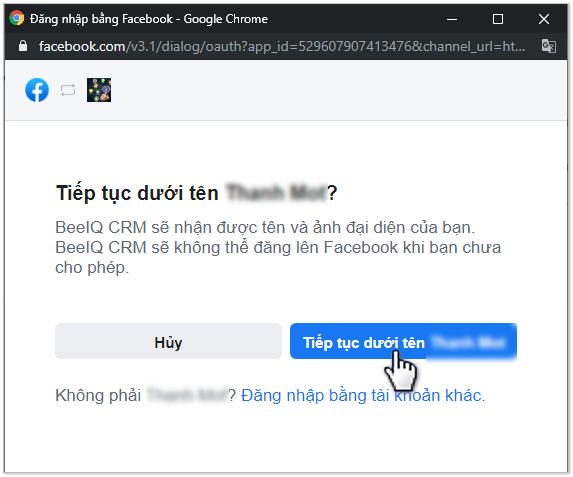 Đăng nhập bằng Facebook - Google Chrome
facebook.com/v3.1/dialog/oauth?app_id=529607907413476&channel_url=ht...
Tiếp tục dưới tên ?
BeeIQ CRM sẽ nhận được tên và ảnh đại diện của bạn.
BeeIQ CRM sẽ không thể đăng lên Facebook khi bạn chưa
cho phép.
Hủy
Tiếp tục dưới tên
Không phải ? Đăng nhập bằng tài khoản khác.